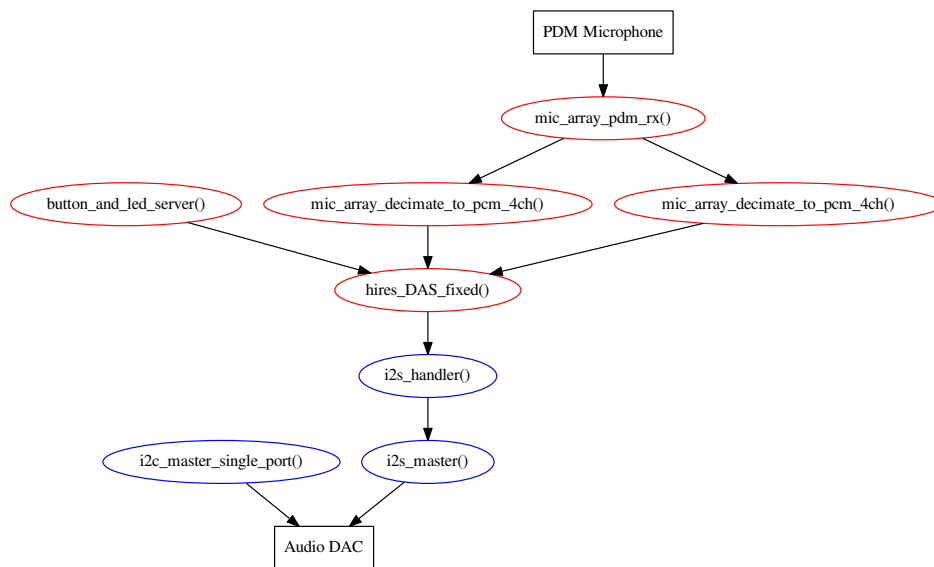 PDM Microphone
mic_array_pdm_rx()
button_and_led_server()
mic_array_decimate_to_pcm_4ch()
mic_array_decimate_to_pcm_4ch()
hires_DAS_fixed()
i2s_handler()
i2c_master_single_port()
i2s_master()
Audio DAC